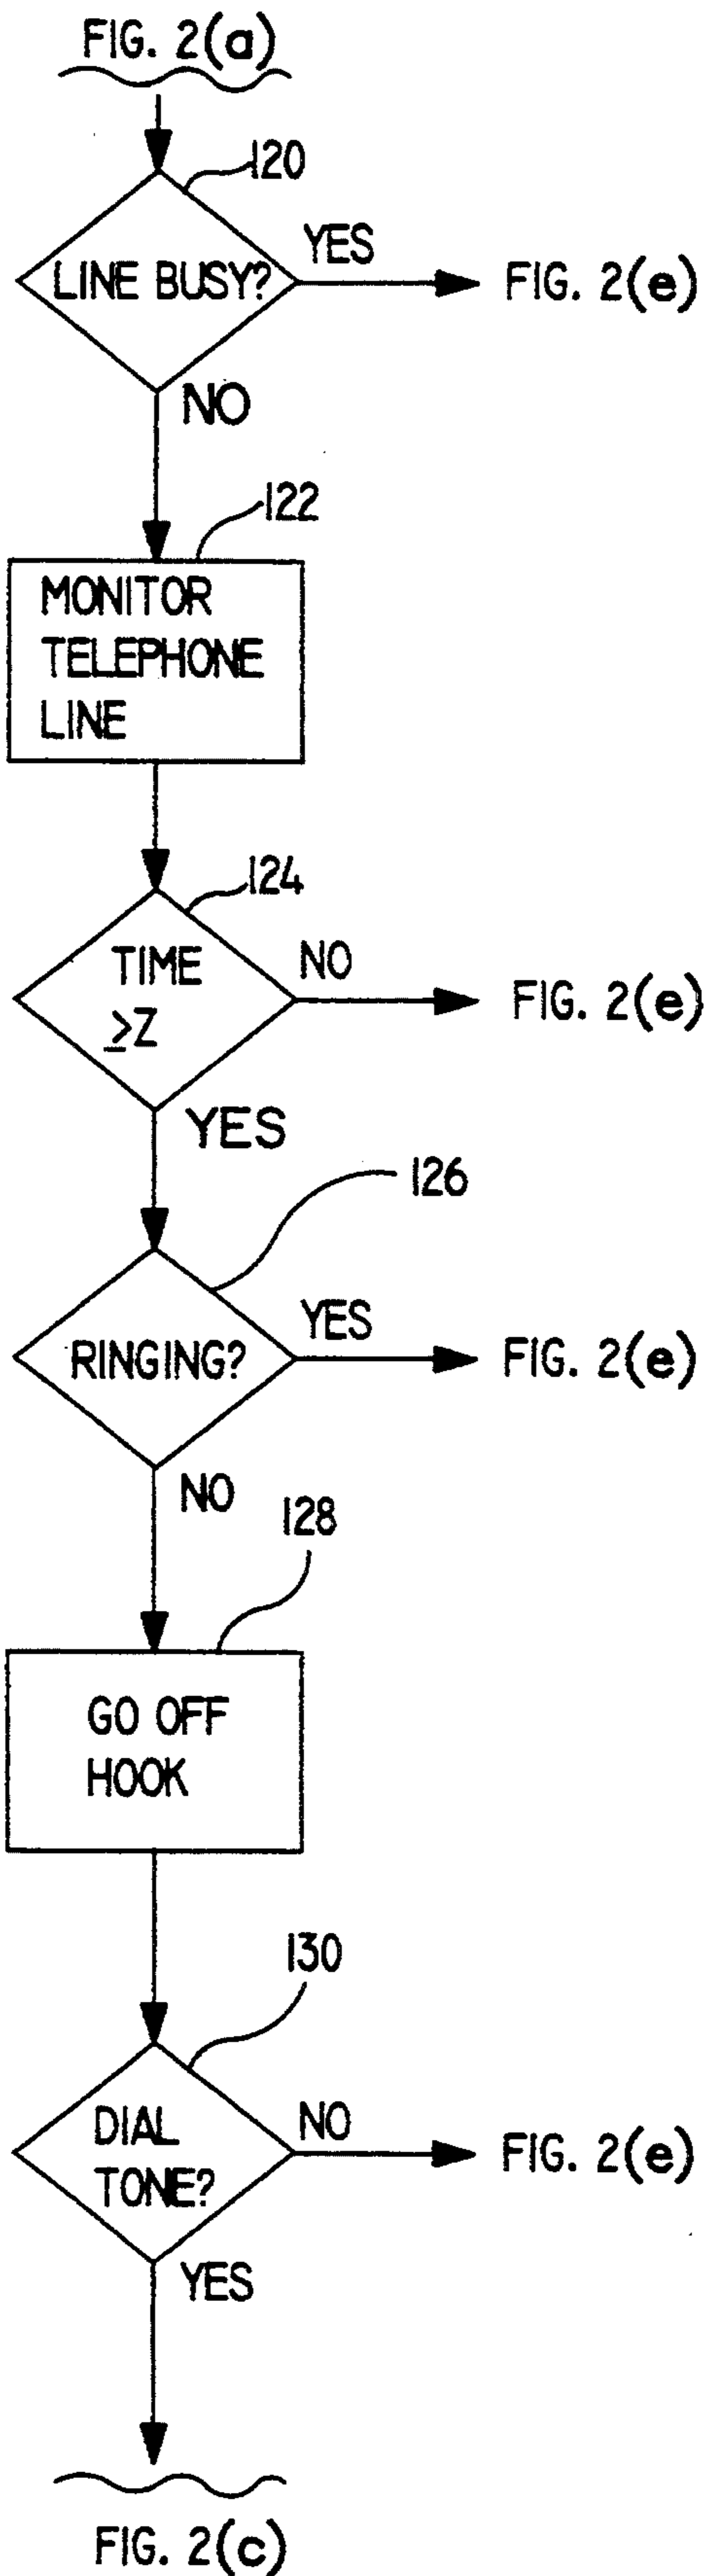 FIG. 2(a)
120
LINE BUSY?
YES
FIG. 2(e)
NO
122
MONITOR
TELEPHONE
LINE
124
TIME
≥Z
NO
FIG. 2(e)
YES
126
RINGING?
YES
FIG. 2(e)
NO
128
GO OFF
HOOK
130
DIAL
TONE?
NO
FIG. 2(e)
YES
FIG. 2(c)